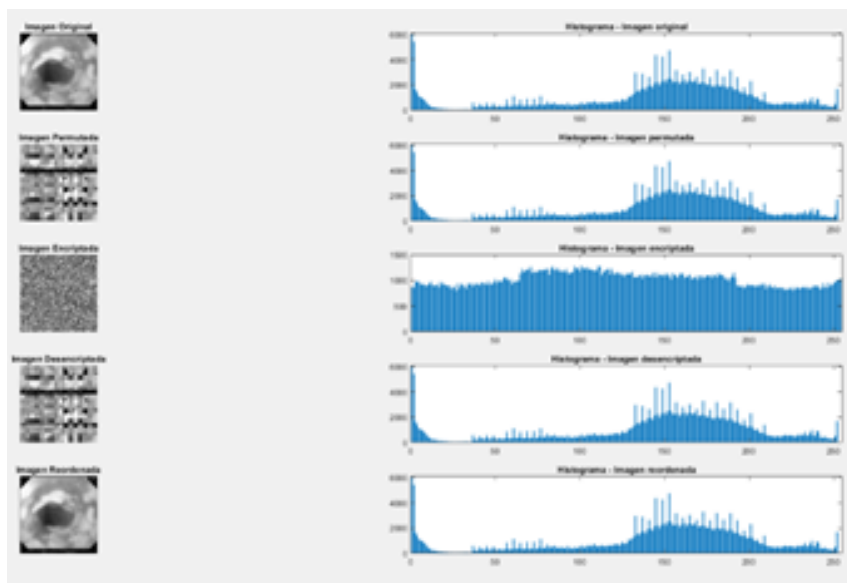 Imagen Original
Histograma - Imagen original
6000
4000
2000
0
0 50 100 150 200 250
Imagen Permutada
Histograma - Imagen permutada
6000
4000
2000
0
0 50 100 150 200 250
Imagen Encriptada
Histograma - Imagen encriptada
1500
1000
500
0
0 50 100 150 200 250
Imagen Desencriptada
Histograma - Imagen desencriptada
6000
4000
2000
0
0 50 100 150 200 250
Imagen Reordenada
Histograma - Imagen reordenada
6000
4000
2000
0
0 50 100 150 200 250